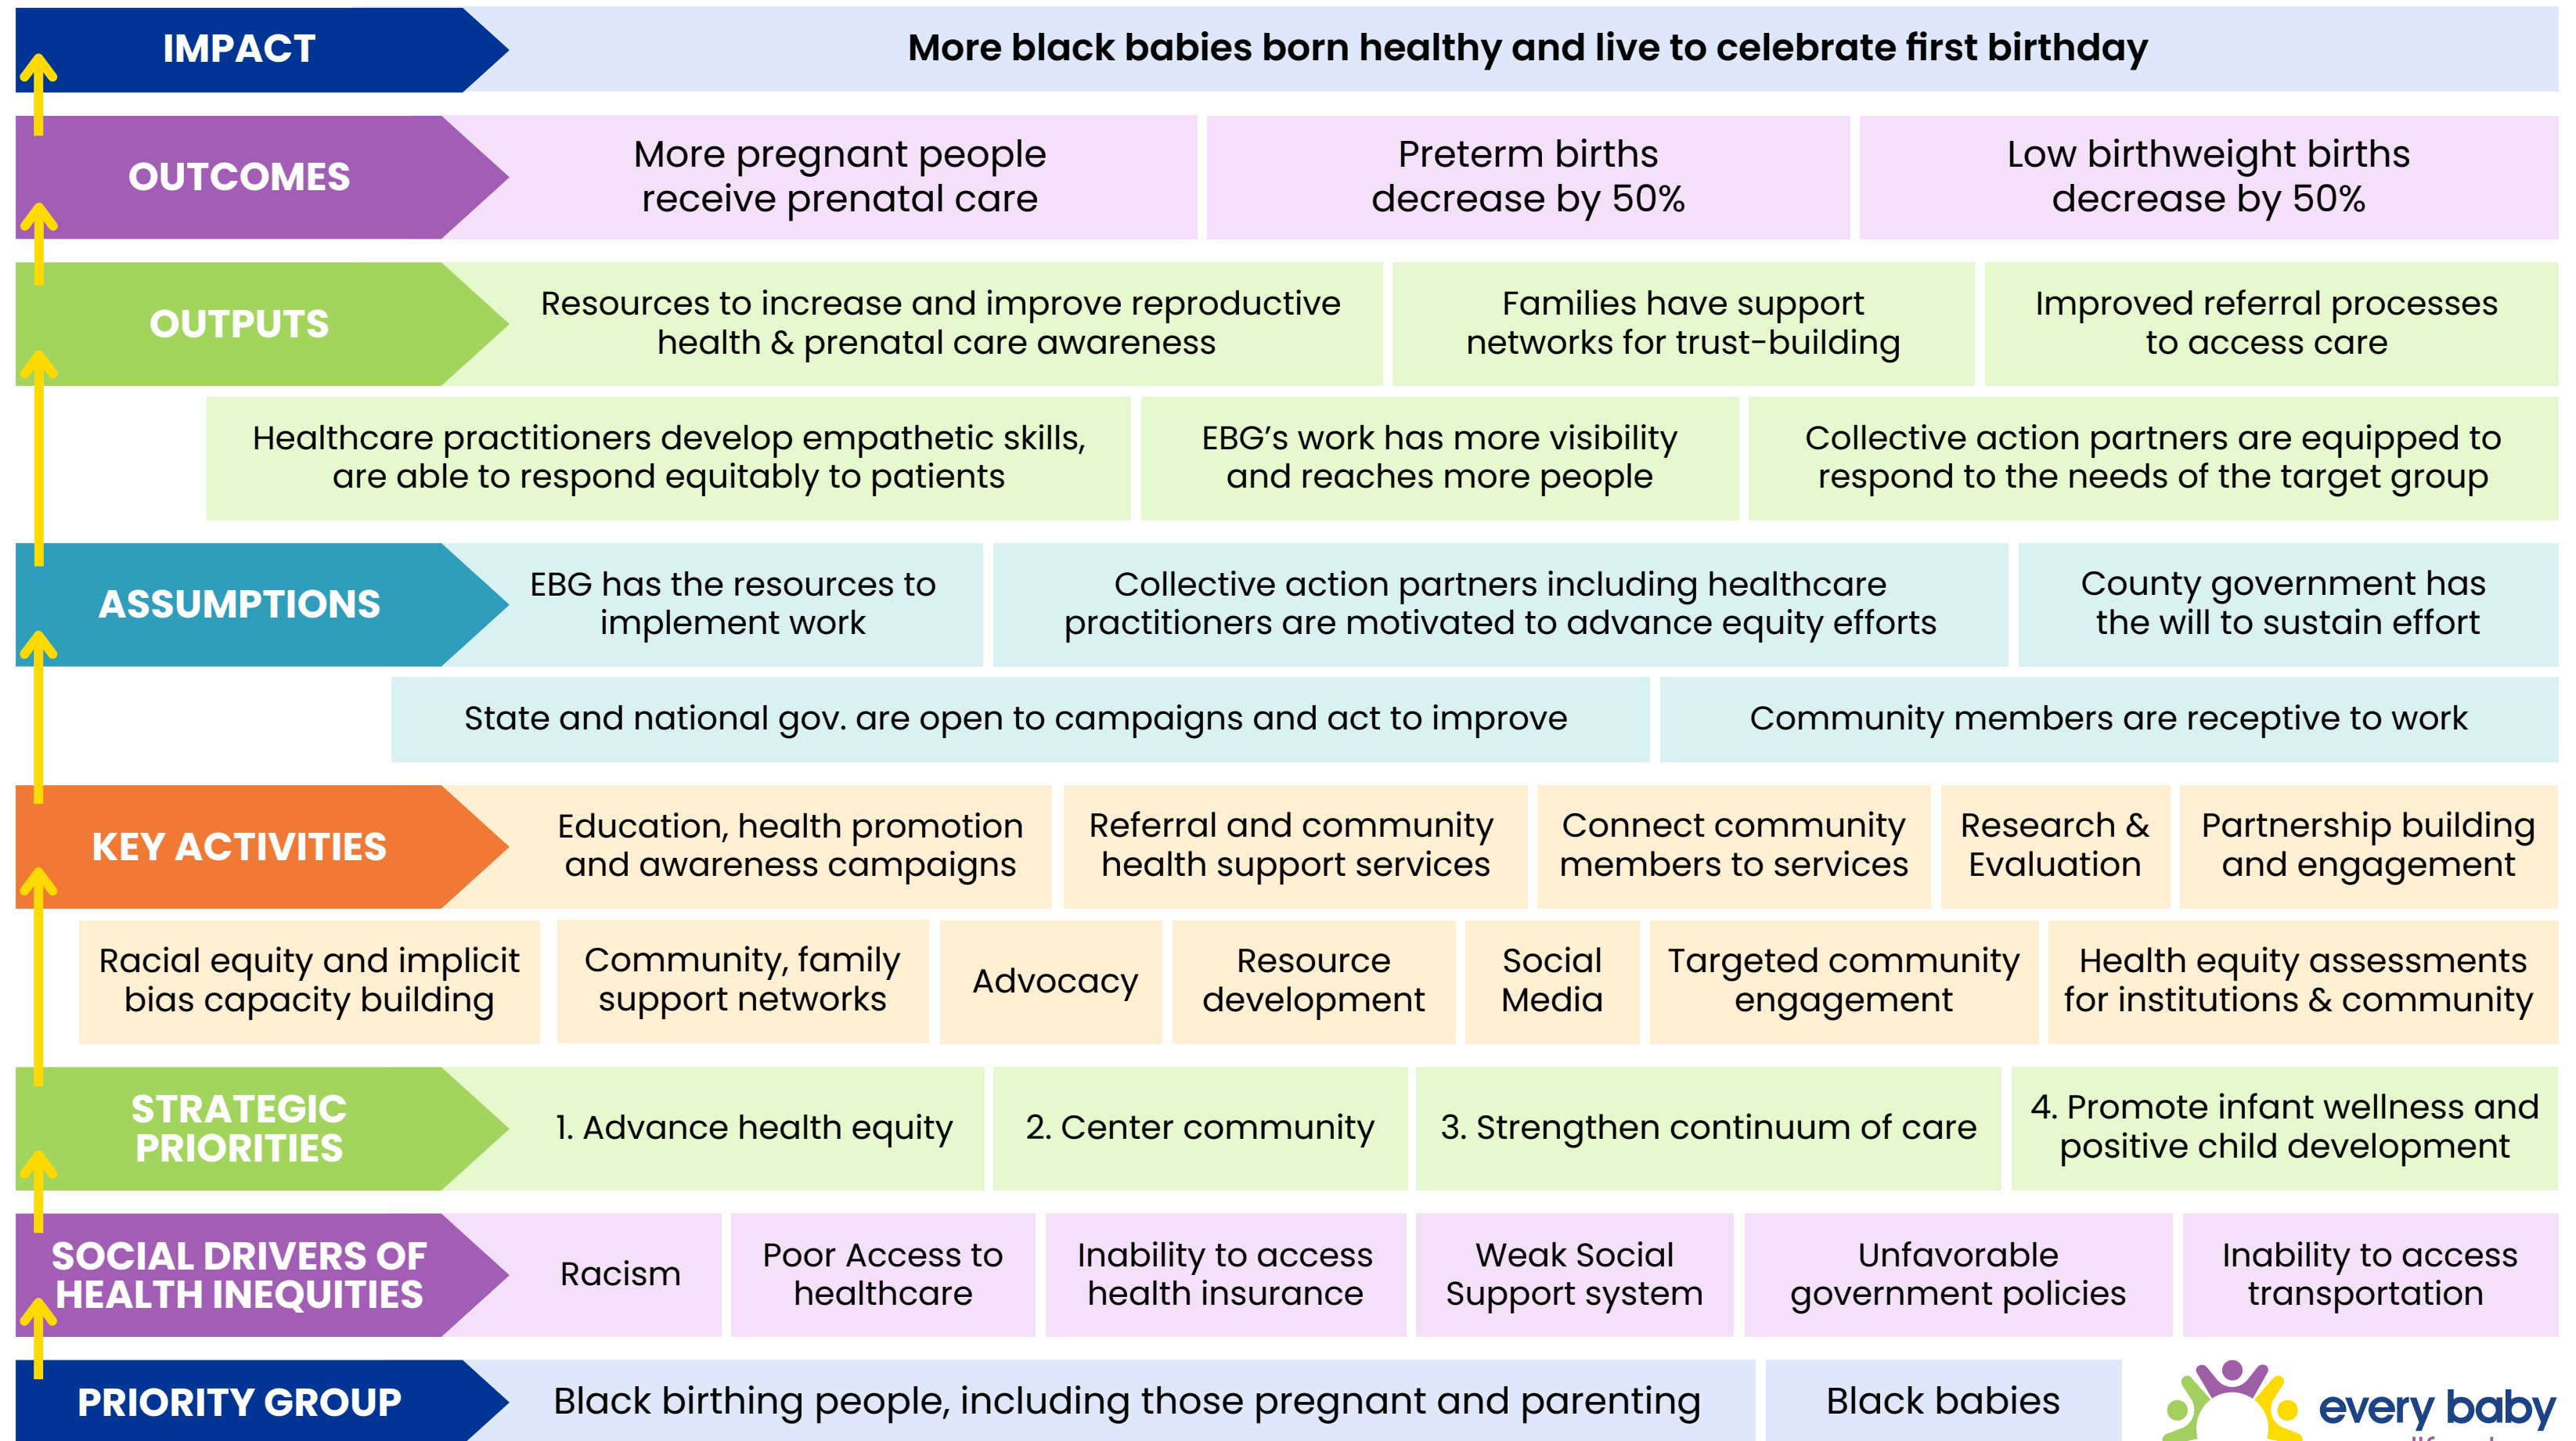 IMPACT
More black babies born healthy and live to celebrate first birthday
OUTCOMES
More pregnant people
receive prenatal care
Preterm births
decrease by 50%
Low birthweight births
decrease by 50%
OUTPUTS
Resources to increase and improve reproductive
health & prenatal care awareness
Families have support
networks for trust-building
Improved referral processes
to access care
Healthcare practitioners develop empathetic skills,
are able to respond equitably to patients
EBG's work has more visibility
and reaches more people
Collective action partners are equipped to
respond to the needs of the target group
ASSUMPTIONS
EBG has the resources to
implement work
Collective action partners including healthcare
practitioners are motivated to advance equity efforts
County government has
the will to sustain effort
State and national gov. are open to campaigns and act to improve
Community members are receptive to work
KEY ACTIVITIES
Education, health promotion
and awareness campaigns
Referral and community
health support services
Connect community
members to services
Research &
Evaluation
Partnership building
and engagement
Racial equity and implicit
bias capacity building
Community, family
support networks
Advocacy
Resource
development
Social
Media
Targeted community
engagement
Health equity assessments
for institutions & community
STRATEGIC
PRIORITIES
1. Advance health equity
2. Center community
3. Strengthen continuum of care
4. Promote infant wellness and
positive child development
SOCIAL DRIVERS OF
HEALTH INEQUITIES
Racism
Poor Access to
healthcare
Inability to access
health insurance
Weak Social
Support system
Unfavorable
government policies
Inability to access
transportation
PRIORITY GROUP
Black birthing people, including those pregnant and parenting
Black babies
every baby